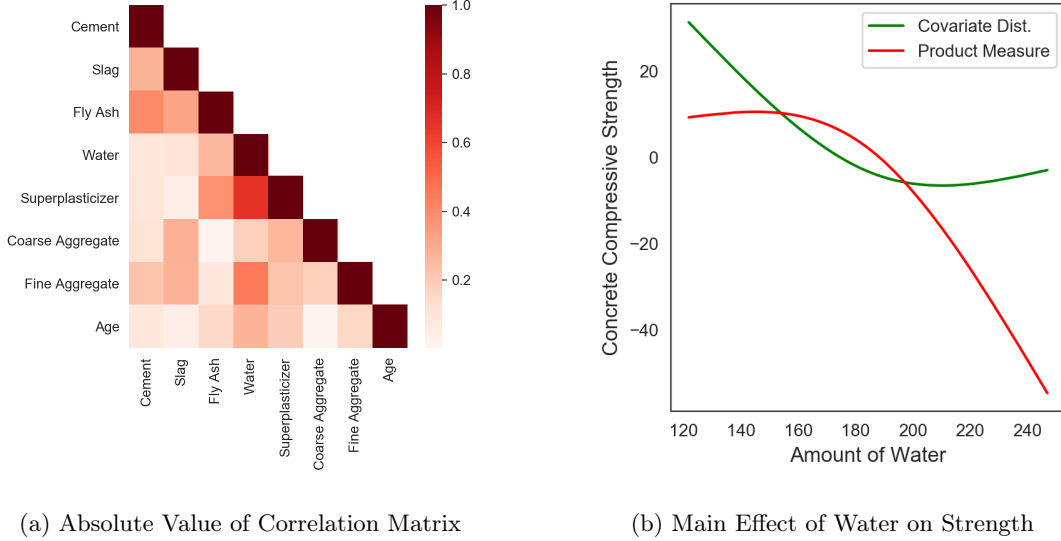 Cement
Slag
Fly Ash
Water
Superplasticizer
Coarse Aggregate
Fine Aggregate
Age
Cement
Slag
Fly Ash
Water
Superplasticizer
Coarse Aggregate
Fine Aggregate
Age
1.0
0.8
0.6
0.4
0.2
(a) Absolute Value of Correlation Matrix
Concrete Compressive Strength
20
0
−20
−40
Covariate Dist.
Product Measure
120 140 160 180 200 220 240
Amount of Water
(b) Main Effect of Water on Strength